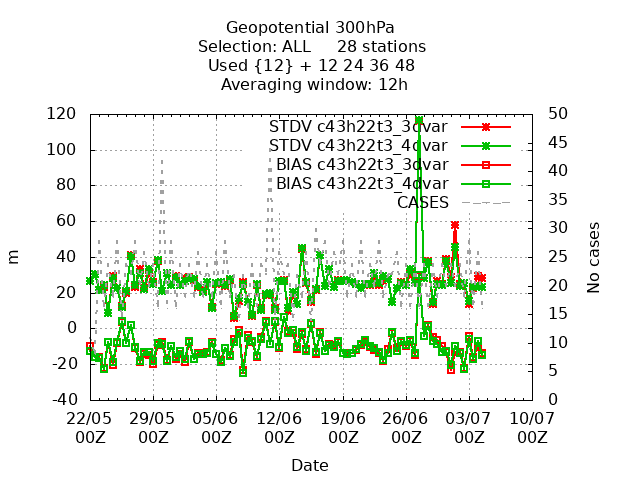 Geopotential 300hPa
Selection: ALL 28 stations
Used {12} + 12 24 36 48
Averaging window: 12h
STDV c43h22t3_3dvar
STDV c43h22t3_4dvar
BIAS c43h22t3_3dvar
BIAS c43h22t3_4dvar
CASES
120
100
80
60
40
20
0
-20
-40
m
50
45
40
35
30
25
20
15
10
5
0
No cases
22/05 29/05 05/06 12/06 19/06 26/06 03/07 10/07
00Z 00Z 00Z 00Z 00Z 00Z 00Z 00Z
Date